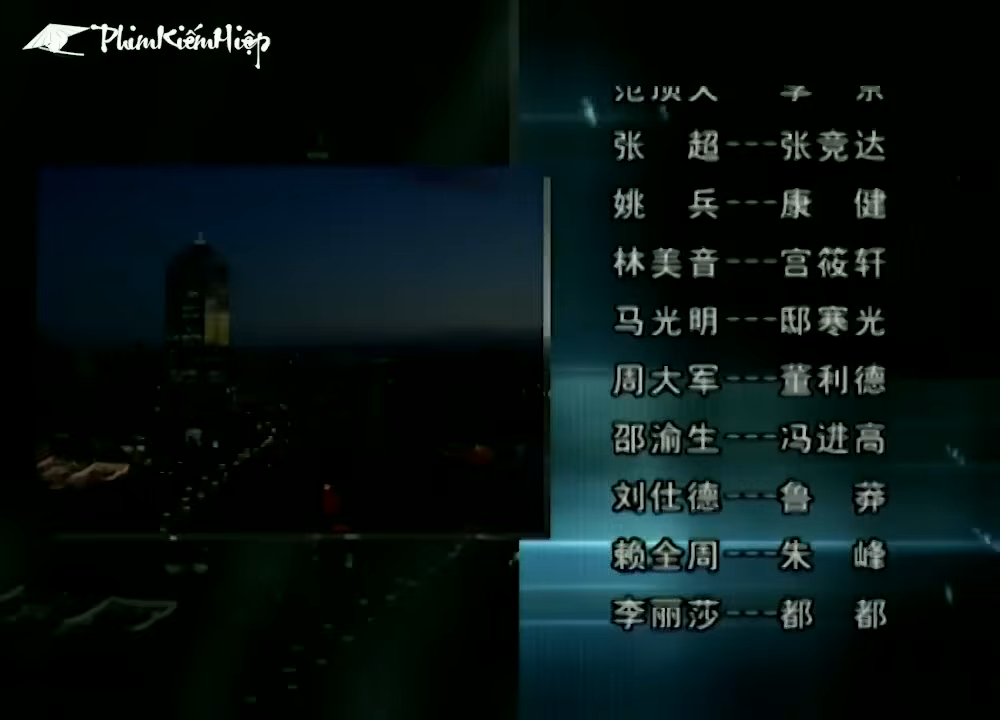 PhimKiếmHiệp
张 超---张竞达
姚 兵---康 健
林美音---宫筱轩
马光明---邸寒光
周大军---董利德
邵渝生---冯进高
刘仕德---鲁 莽
赖全周---朱 峰
李丽莎---都 都